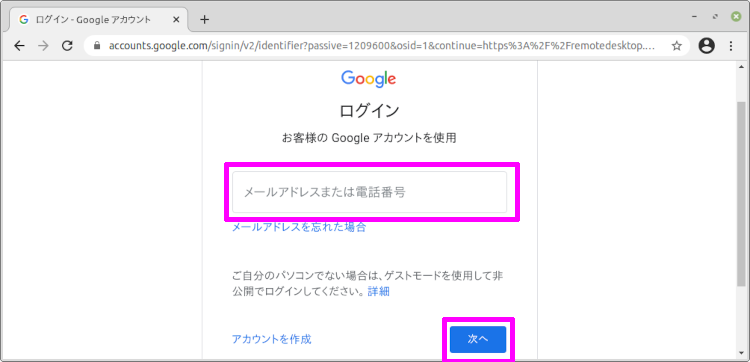 ログイン - Google アカウント
accounts.google.com/signin/v2/identifier?passive=1209600&osid=1&continue=https%3A%2F%2Fremotedesktop....
Google
ログイン
お客様の Google アカウントを使用
メールアドレスまたは電話番号
メールアドレスを忘れた場合
ご自分のパソコンでない場合は、ゲストモードを使用して非
公開でログインしてください。 詳細
アカウントを作成
次へ